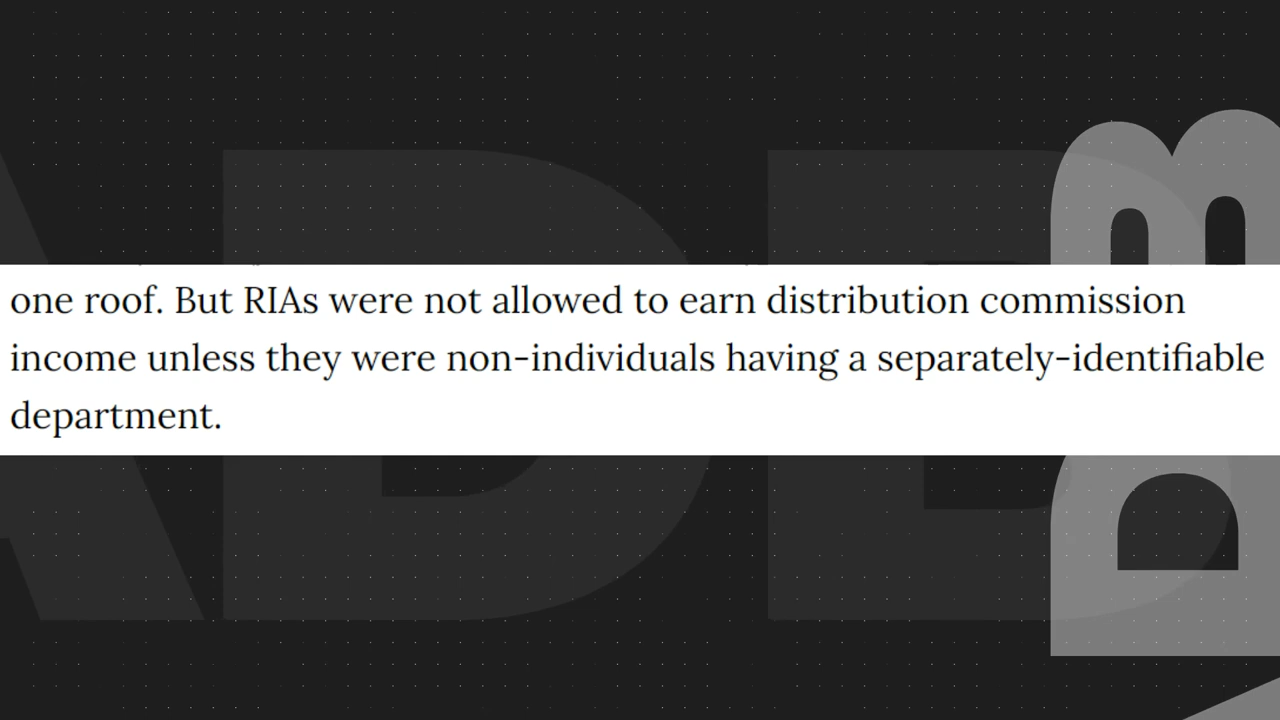 one roof. But RIAs were not allowed to earn distribution commission
income unless they were non-individuals having a separately-identifiable
department.